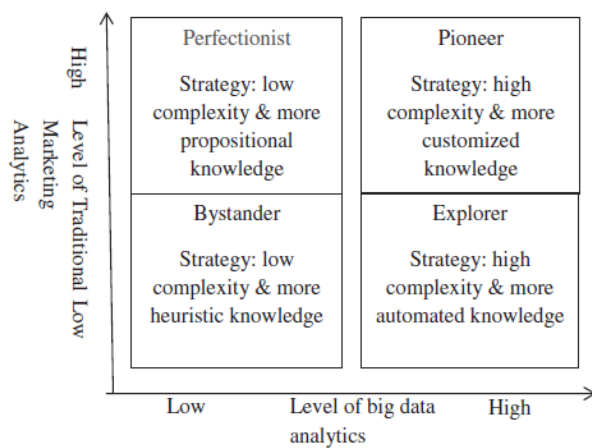 Perfectionist
Strategy: low
complexity & more
propositional
knowledge
Pioneer
Strategy: high
complexity & more
customized
knowledge
Bystander
Strategy: low
complexity & more
heuristic knowledge
Explorer
Strategy: high
complexity & more
automated knowledge
High
Level of Traditional
Marketing
Analytics
Low
Low
Level of big data
analytics
High